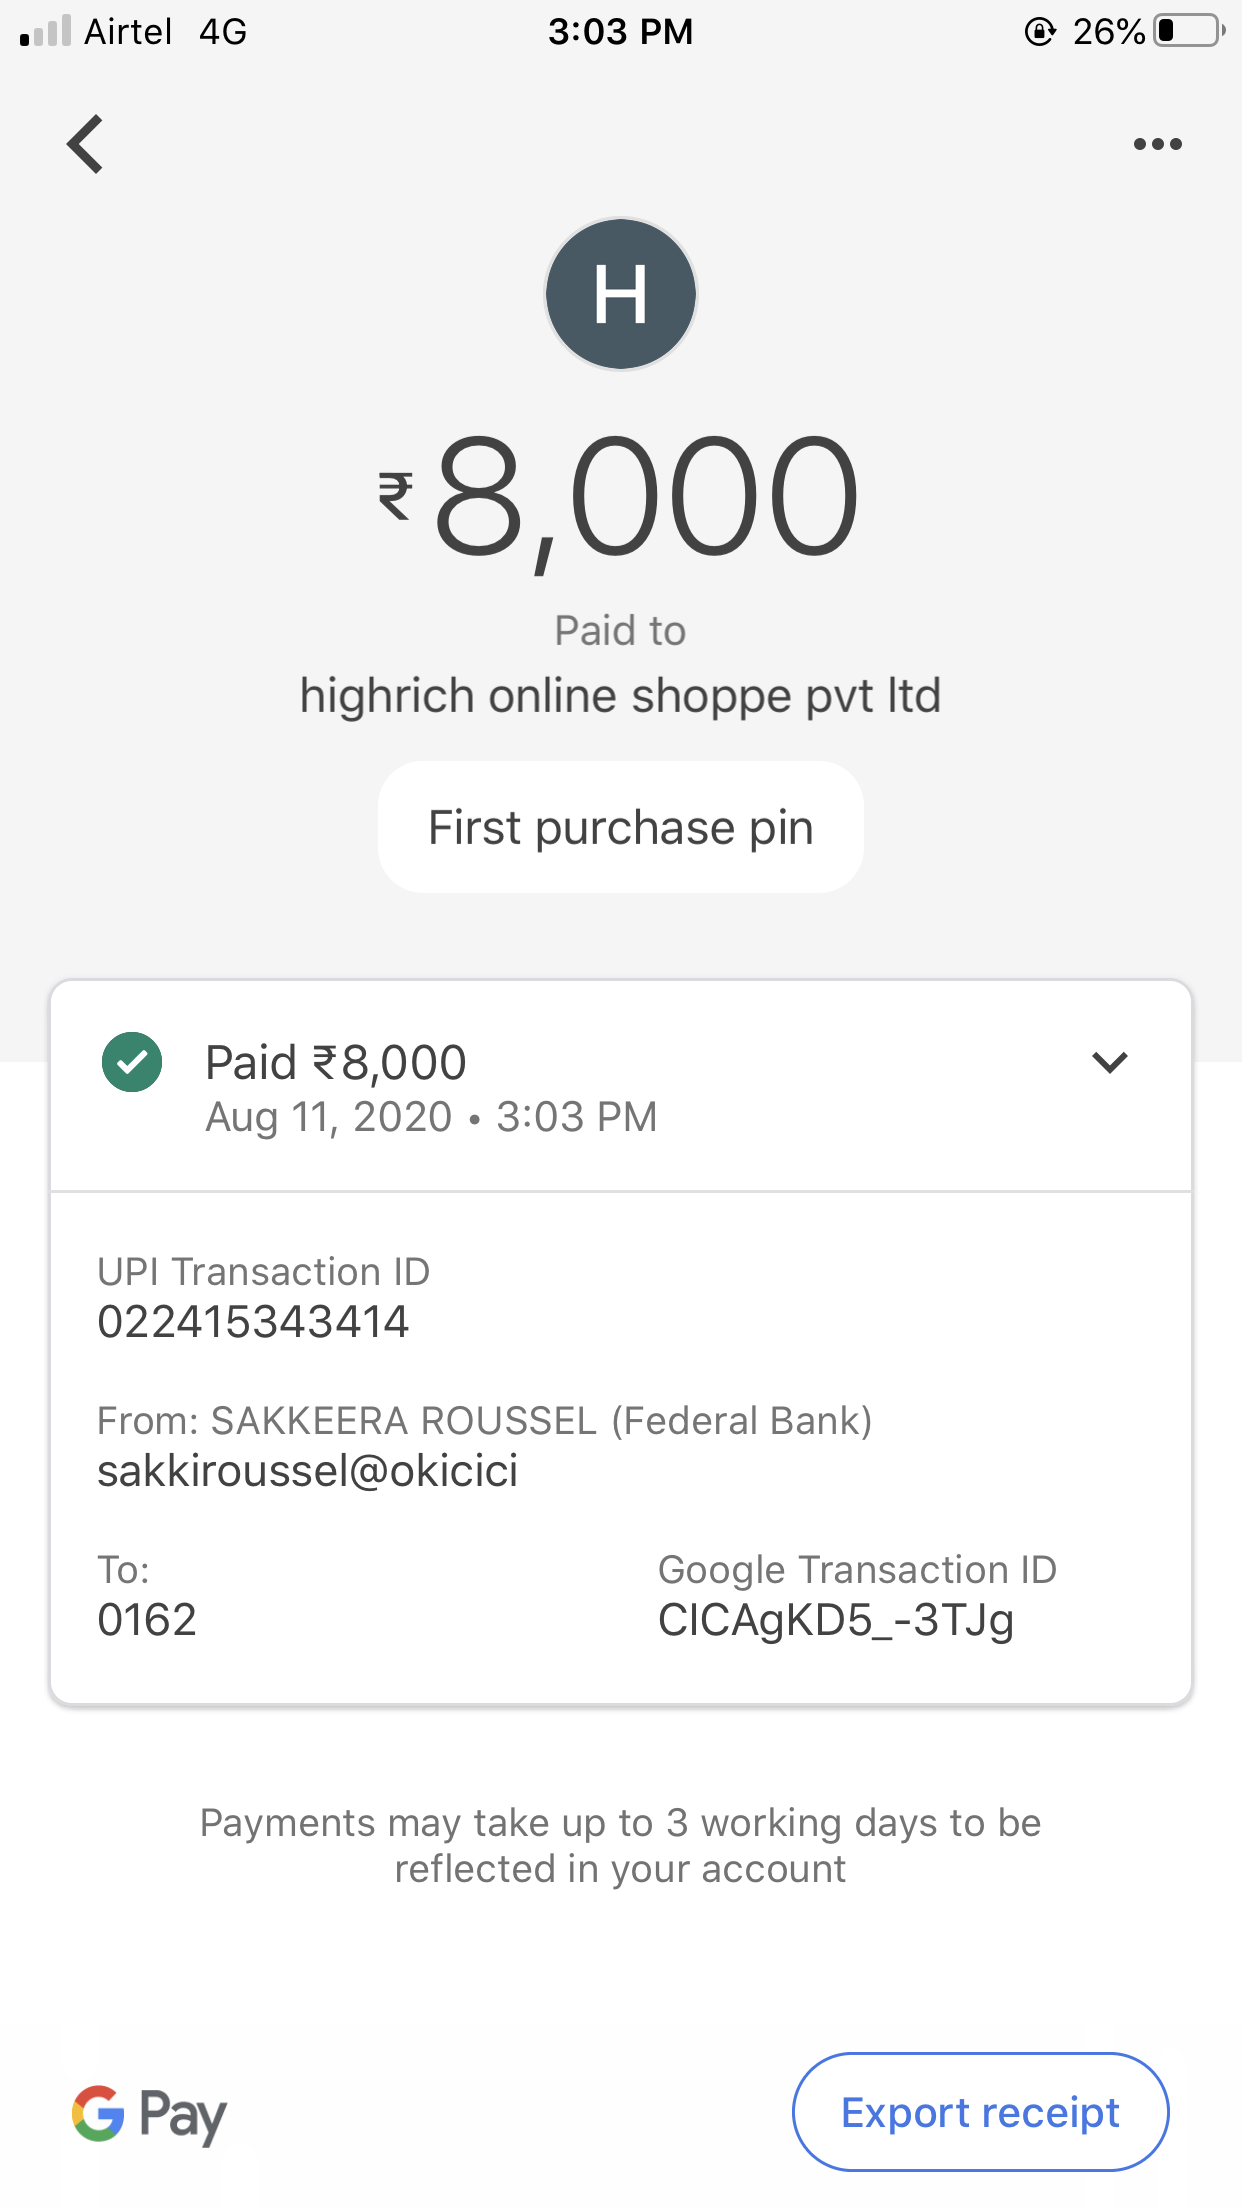 Airtel 4G 3:03 PM 26%
H
₹8,000
Paid to
highrich online shoppe pvt ltd
First purchase pin
Paid ₹8,000
Aug 11, 2020 • 3:03 PM
UPI Transaction ID
022415343414
From: SAKKEERA ROUSSEL (Federal Bank)
sakkiroussel@okicici
To: Google Transaction ID
0162 CICAgKD5_-3TJg
Payments may take up to 3 working days to be
reflected in your account
G Pay Export receipt